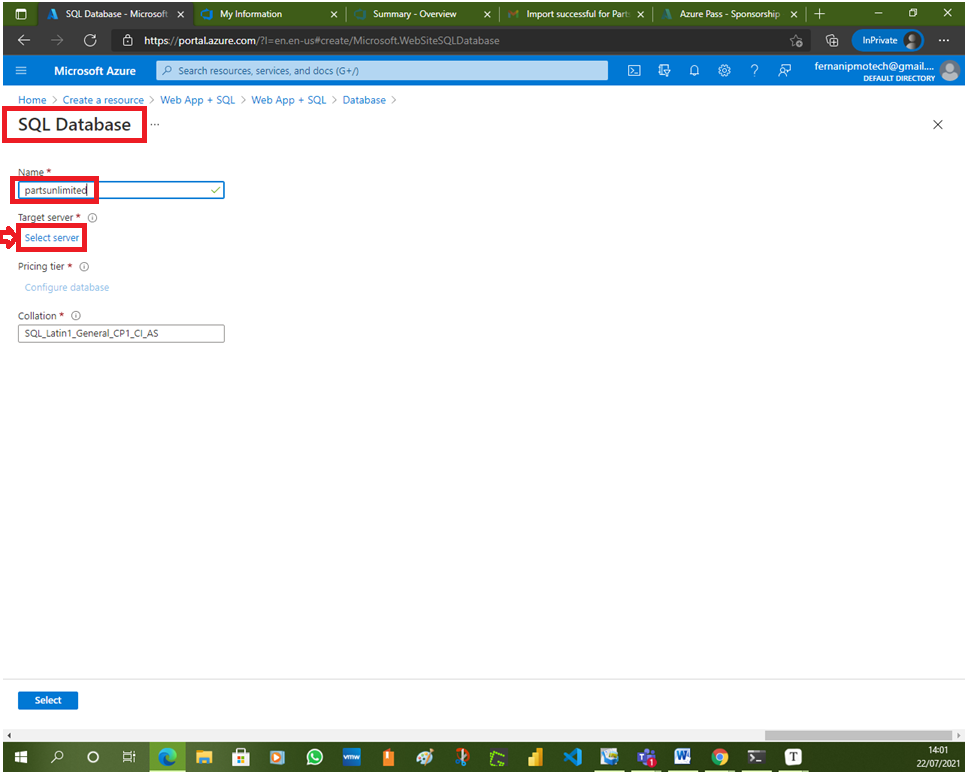 SQL Database - Microsoft
My Information
Summary - Overview
Import successful for Parts
Azure Pass - Sponsorship
https://portal.azure.com/?l=en.en-us#create/Microsoft.WebSiteSQLDatabase
InPrivate
Microsoft Azure
Search resources, services, and docs (G+/)
fernanipmotech@gmail....
DEFAULT DIRECTORY
Home > Create a resource > Web App + SQL > Web App + SQL > Database >
SQL Database ...
Name *
partsunlimited
Target server *
Select server
Pricing tier *
Configure database
Collation *
SQL_Latin1_General_CP1_CI_AS
Select
vmw
1
W
T
14:01
22/07/2021